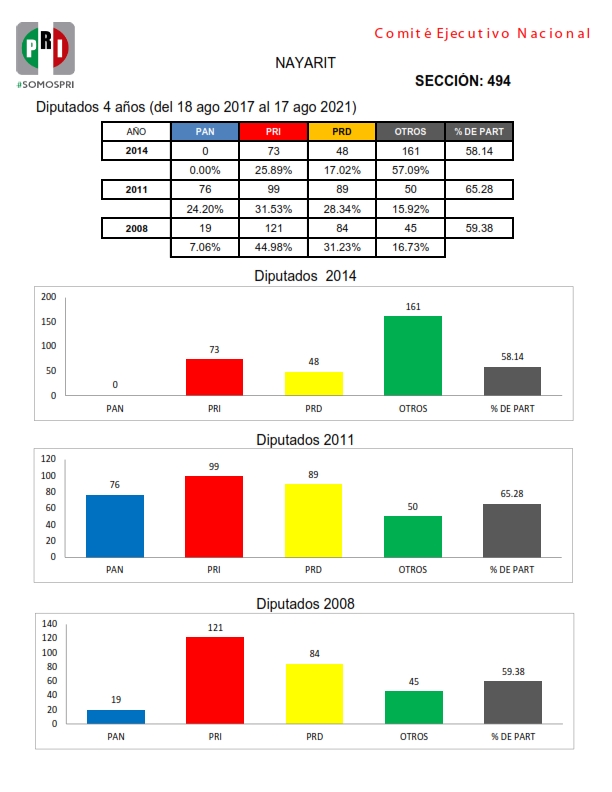 Comité Ejecutivo Nacional
PRI
#SOMOSPRI
NAYARIT
SECCIÓN: 494
Diputados 4 años (del 18 ago 2017 al 17 ago 2021)
AÑO PAN PRI PRD OTROS % DE PART
2014 0 73 48 161 58.14
0.00% 25.89% 17.02% 57.09%
2011 76 99 89 50 65.28
24.20% 31.53% 28.34% 15.92%
2008 19 121 84 45 59.38
7.06% 44.98% 31.23% 16.73%
Diputados 2014
200
150
100
50
0
0 73 48 161 58.14
PAN PRI PRD OTROS % DE PART
Diputados 2011
120
100
80
60
40
20
0
76 99 89 50 65.28
PAN PRI PRD OTROS % DE PART
Diputados 2008
140
120
100
80
60
40
20
0
19 121 84 45 59.38
PAN PRI PRD OTROS % DE PART